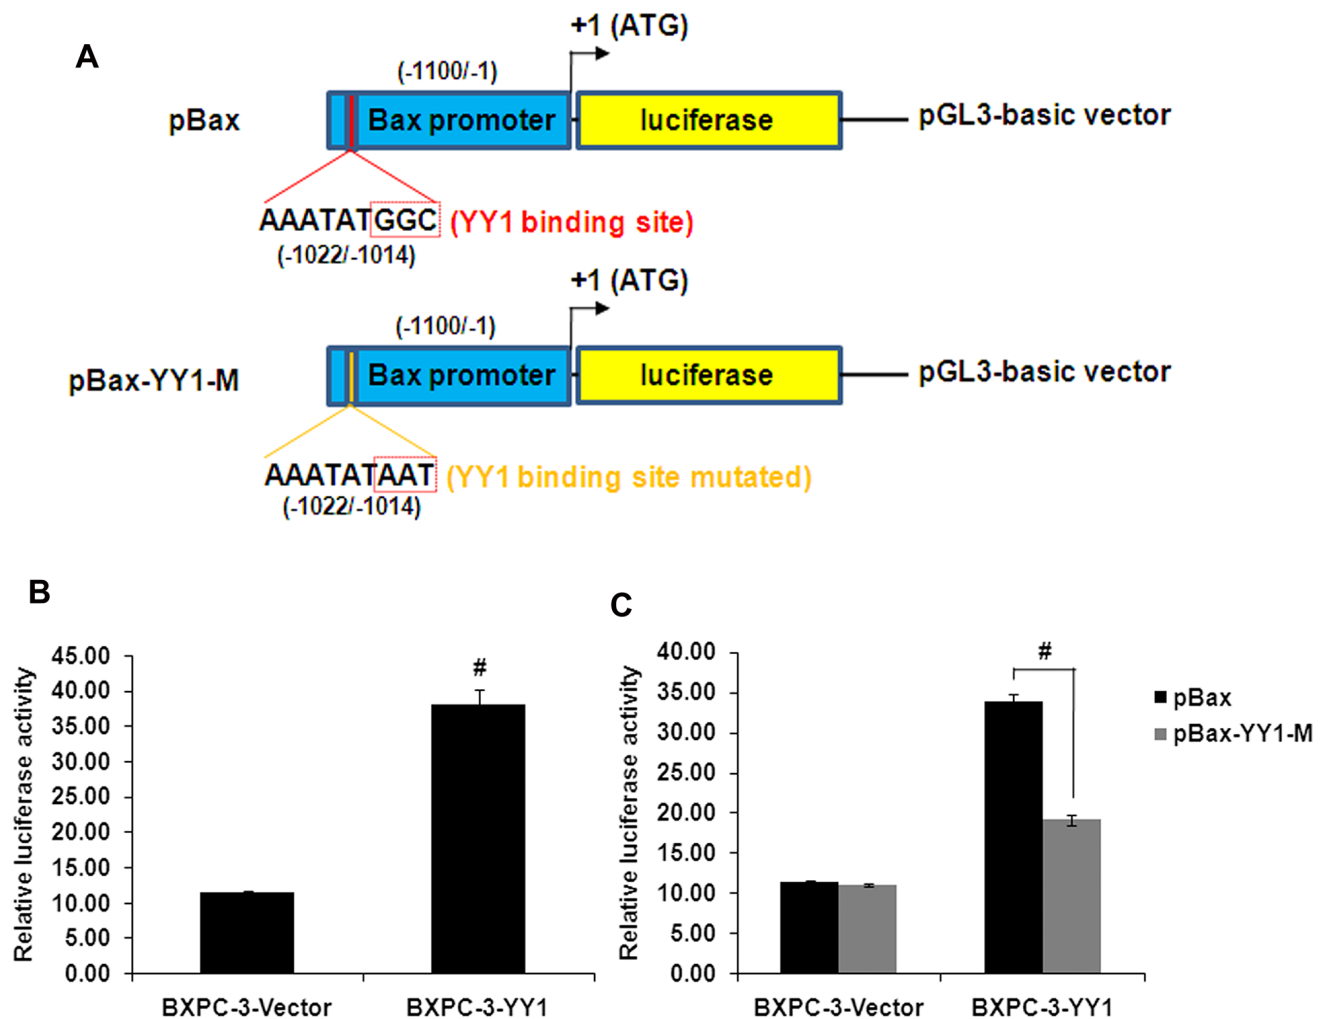 A
+1 (ATG)
(-1100/-1)
pBax
Bax promoter
luciferase
pGL3-basic vector
AAATATGGC (YY1 binding site)
(-1022/-1014)
+1 (ATG)
(-1100/-1)
pBax-YY1-M
Bax promoter
luciferase
pGL3-basic vector
AAATATAAT (YY1 binding site mutated)
(-1022/-1014)
B
Relative luciferase activity
45.00
40.00
35.00
30.00
25.00
20.00
15.00
10.00
5.00
0.00
#
BXPC-3-Vector
BXPC-3-YY1
C
Relative luciferase activity
40.00
35.00
30.00
25.00
20.00
15.00
10.00
5.00
0.00
#
BXPC-3-Vector
BXPC-3-YY1
pBax
pBax-YY1-M